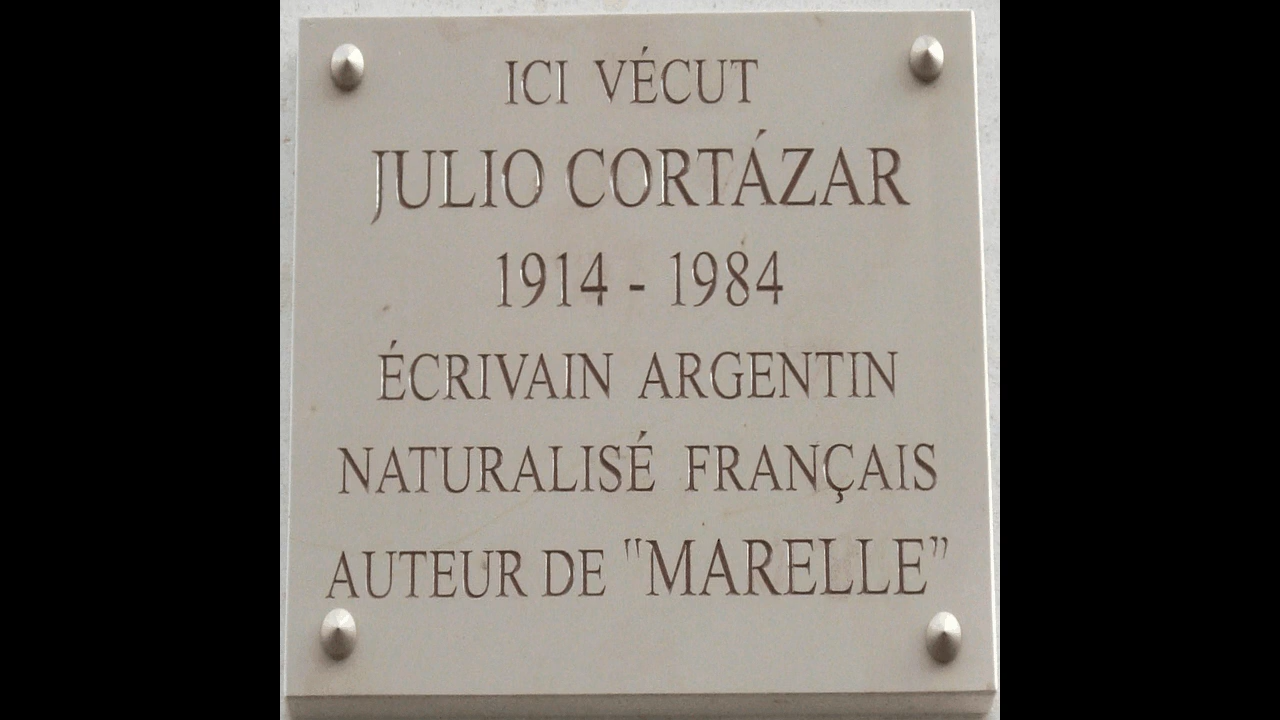 ICI VÉCUT
JULIO CORTÁZAR
1914 - 1984
ÉCRIVAIN ARGENTIN
NATURALISÉ FRANÇAIS
AUTEUR DE "MARELLE"